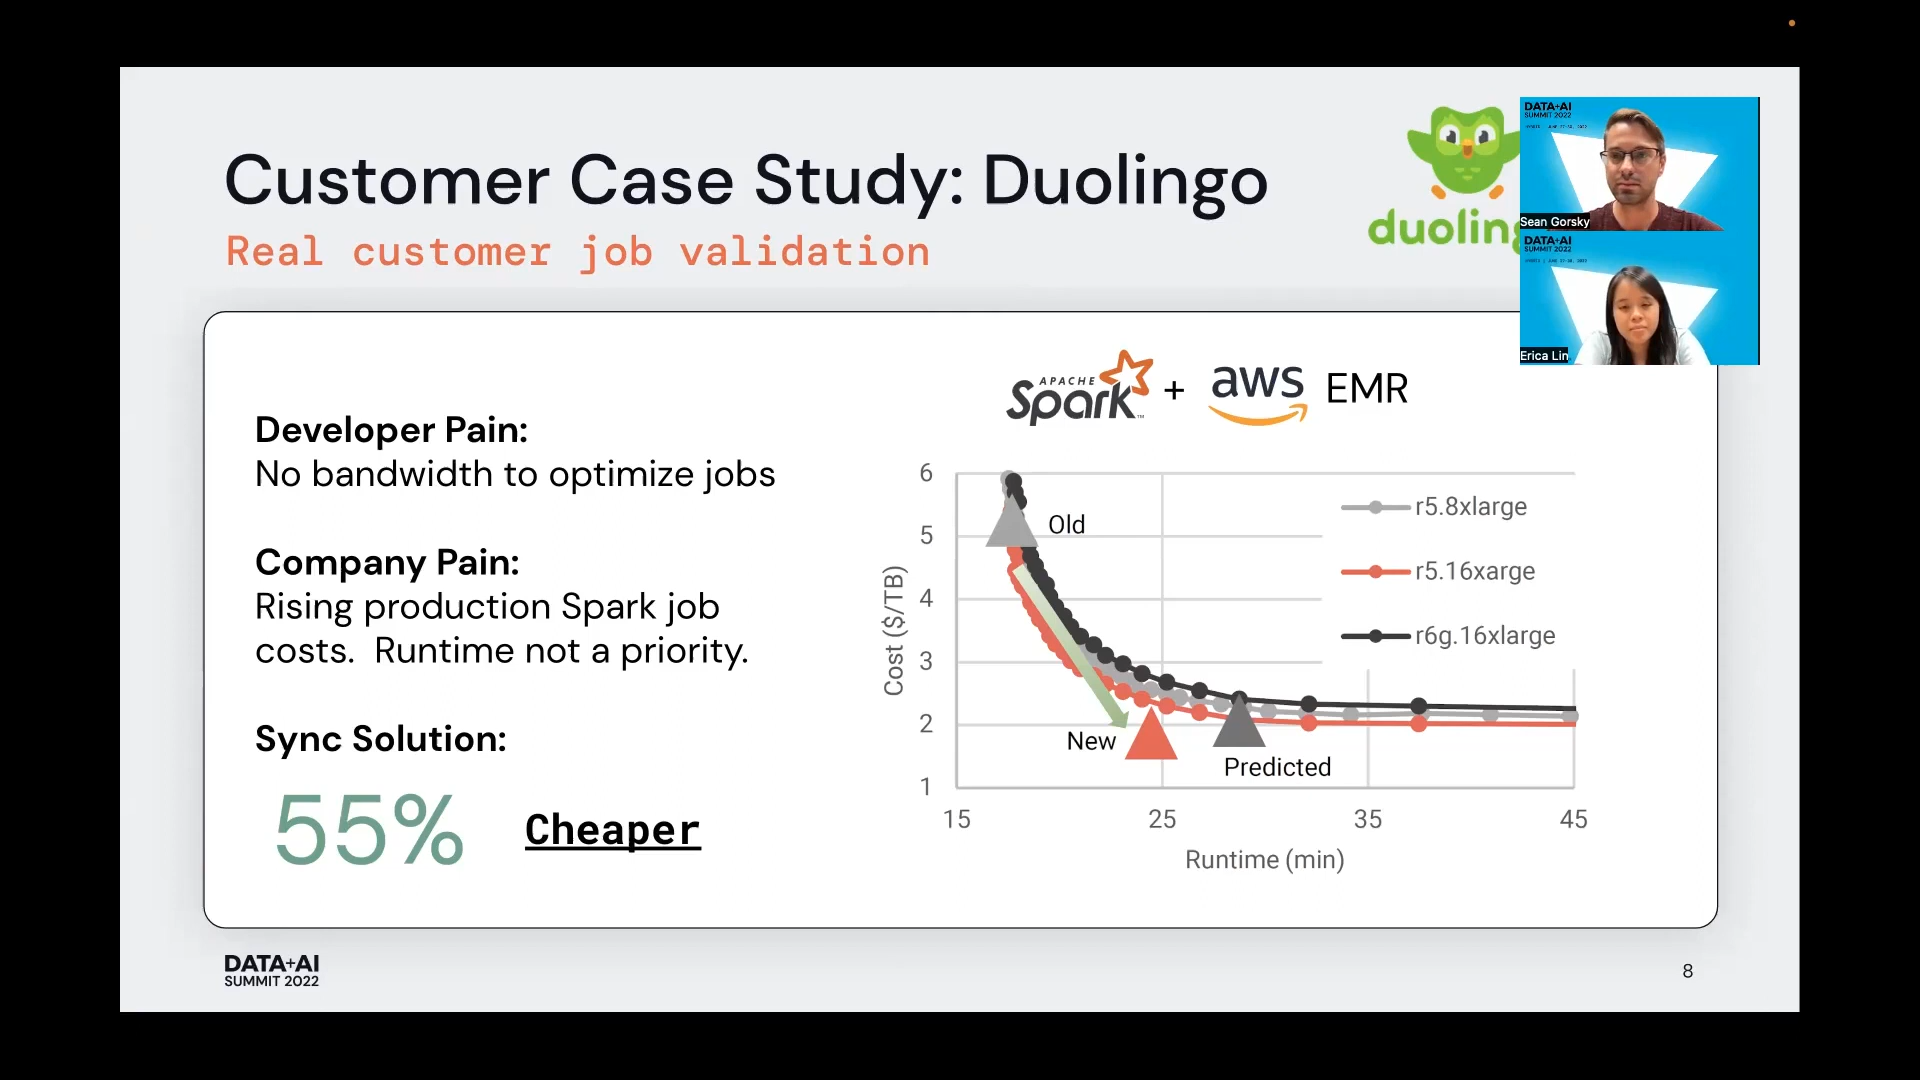 Customer Case Study: Duolingo
Real customer job validation
duoling
DATA+AI
SUMMIT 2022
Sean Gorsky
DATA+AI
SUMMIT 2022
Erica Lin
APACHE
Spark™ + aws EMR
Developer Pain:
No bandwidth to optimize jobs
Company Pain:
Rising production Spark job
costs. Runtime not a priority.
Sync Solution:
55% Cheaper
6
5
4
3
2
1
Cost ($/TB)
Old
New
Predicted
r5.8xlarge
r5.16xarge
r6g.16xlarge
15 25 35 45
Runtime (min)
DATA+AI
SUMMIT 2022
8